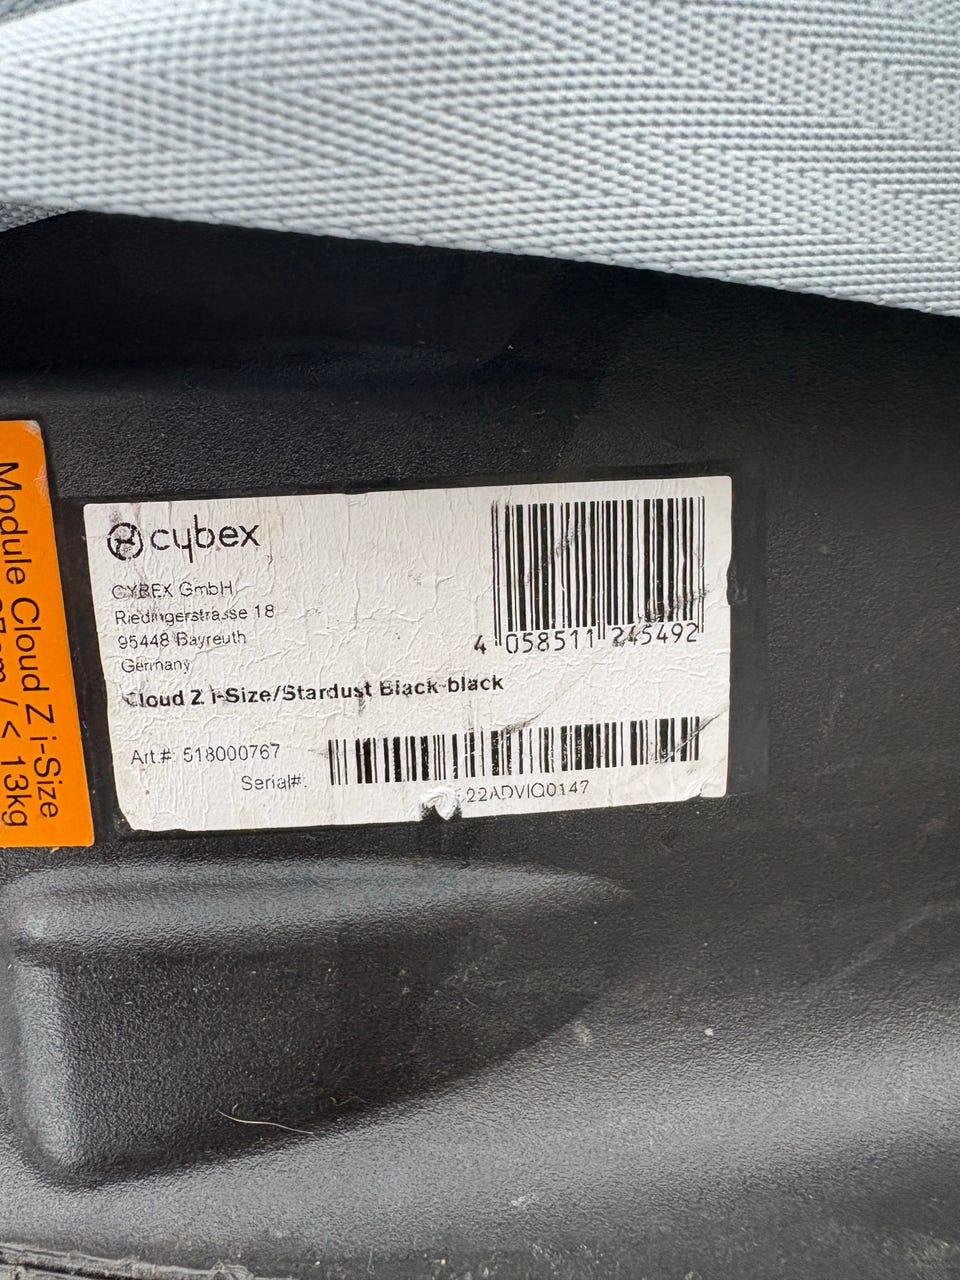 cybex
CYBEX GmbH
Riedingerstrasse 18
95448 Bayreuth
Germany
4 058511 245492
Cloud Z i-Size/Stardust Black-black
Art.#: 518000767
Serial#:
Module Cloud Z i-Size
/ < 13kg